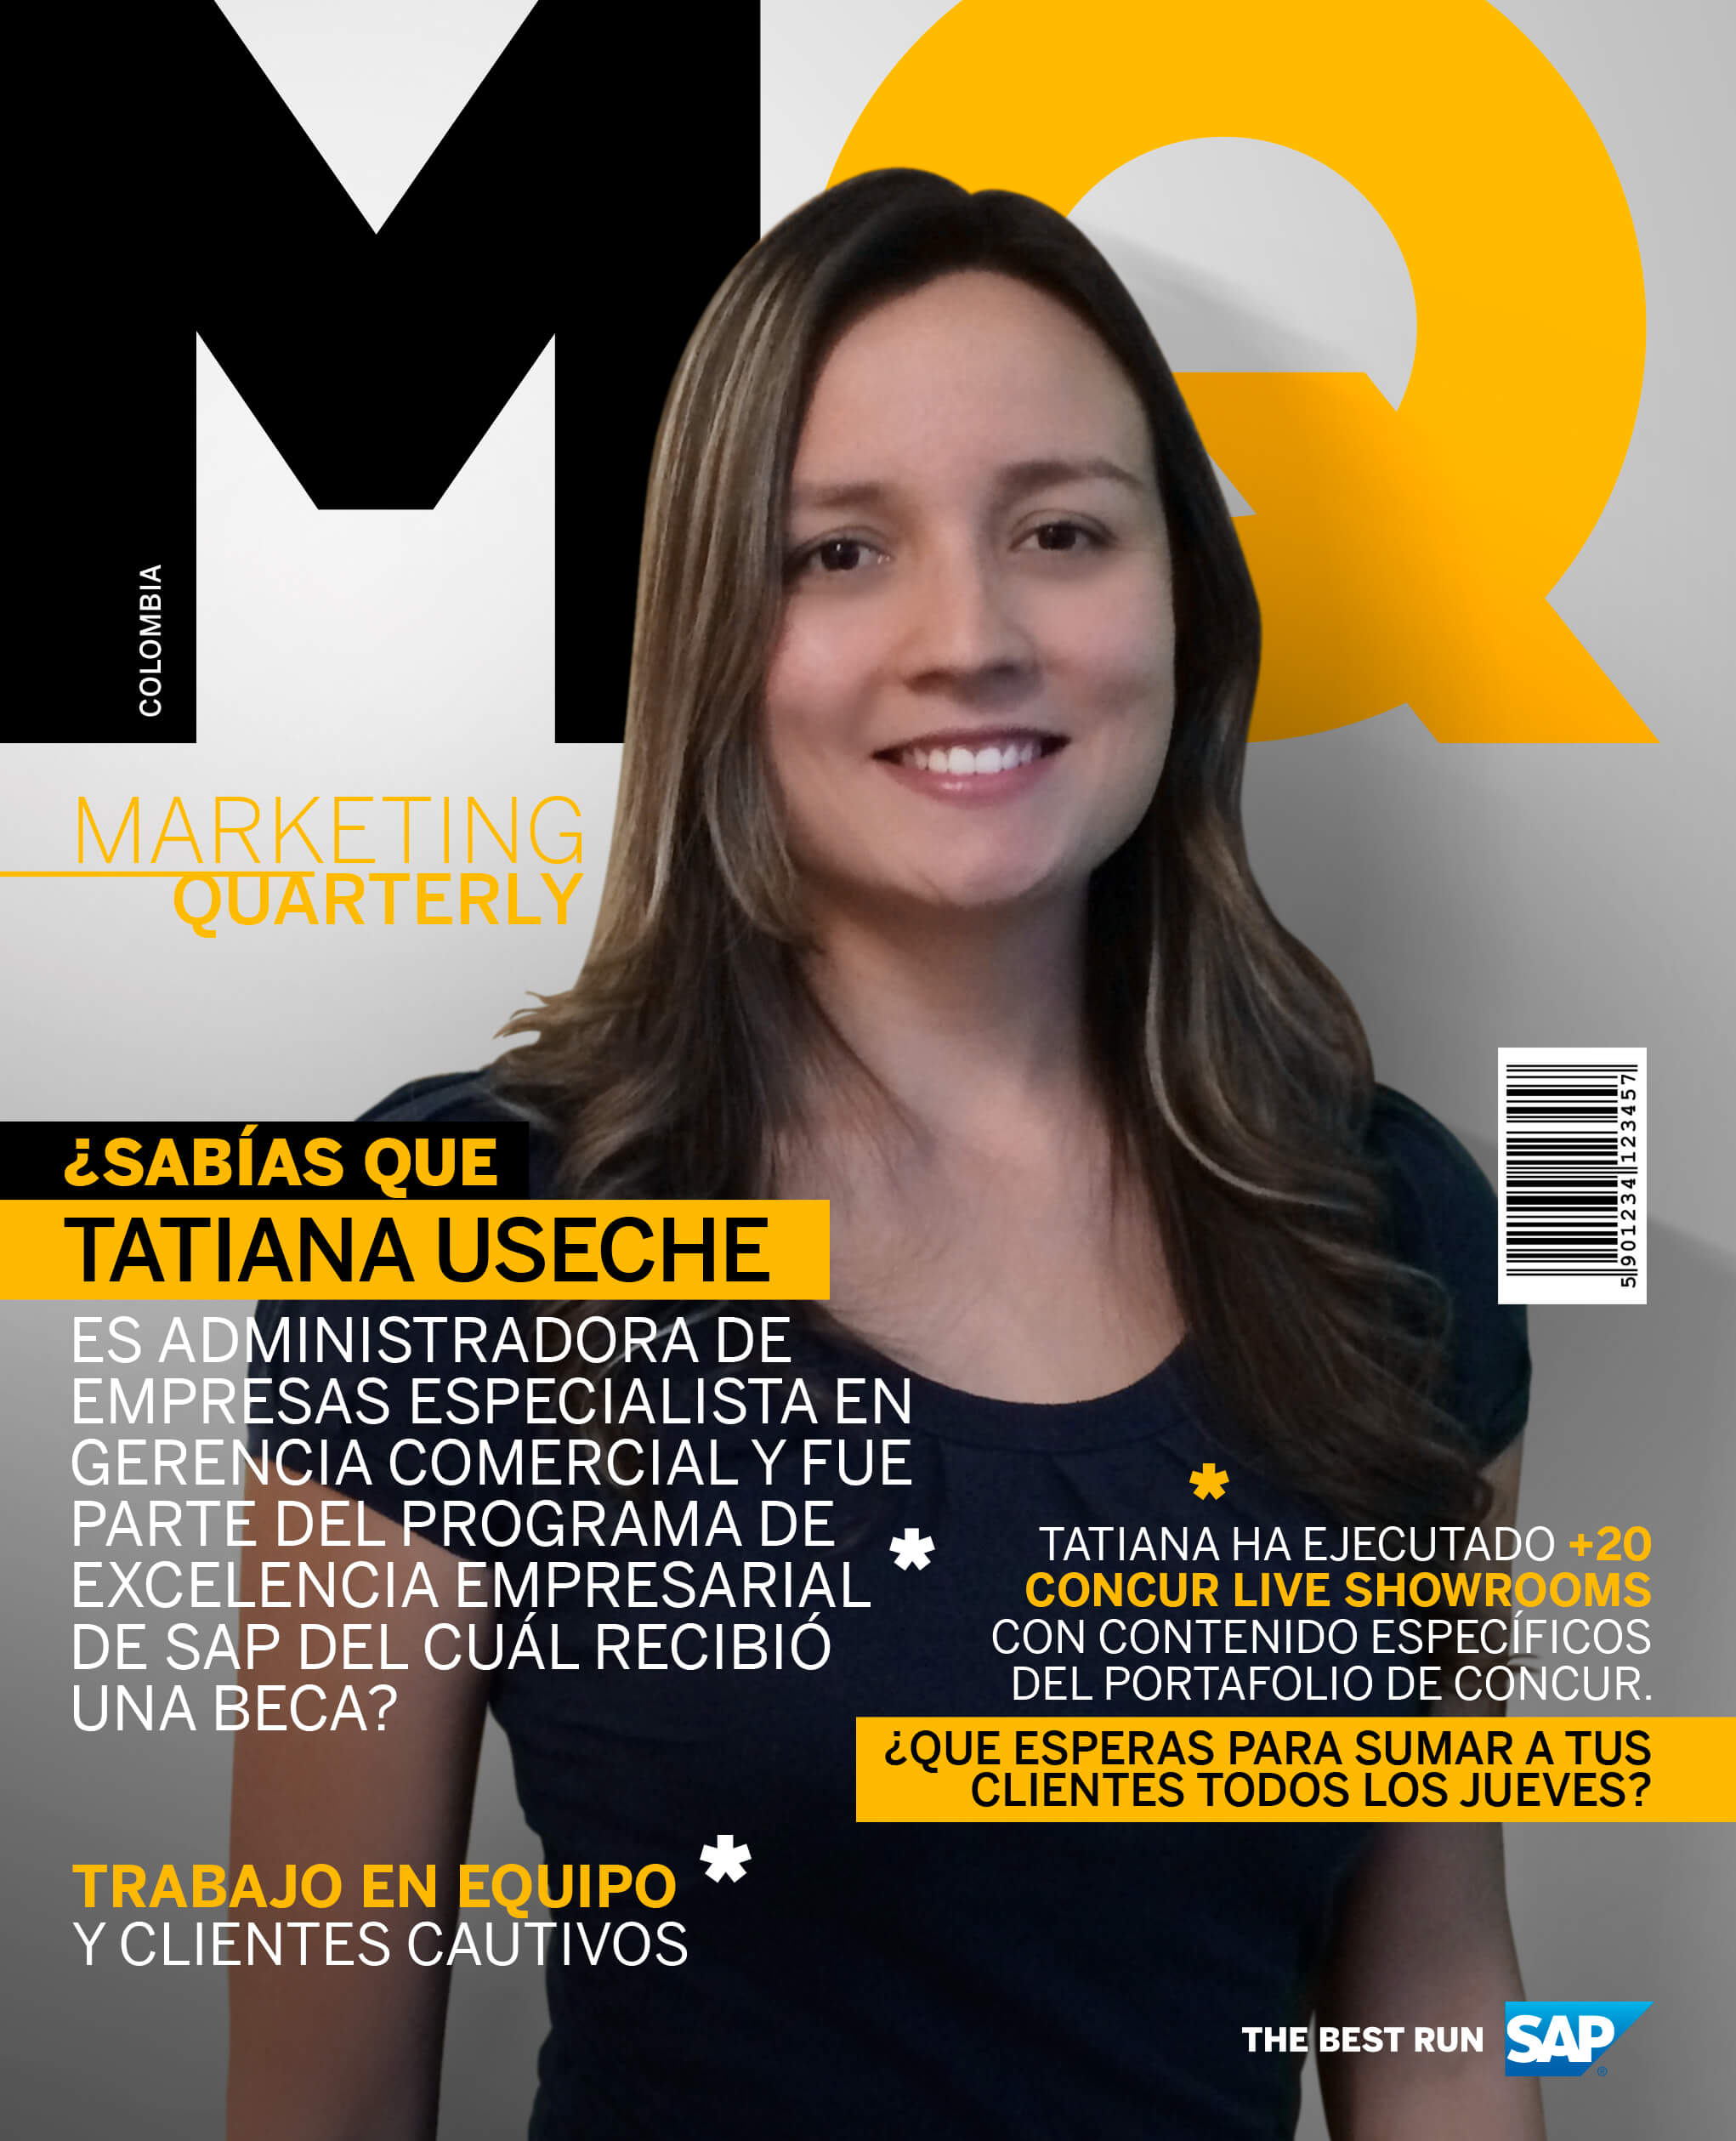 MQ
COLOMBIA
MARKETING
QUARTERLY
¿SABÍAS QUE
TATIANA USECHE
ES ADMINISTRADORA DE
EMPRESAS ESPECIALISTA EN
GERENCIA COMERCIAL Y FUE
PARTE DEL PROGRAMA DE
EXCELENCIA EMPRESARIAL *
DE SAP DEL CUÁL RECIBIÓ
UNA BECA?
5901234123457
*
TATIANA HA EJECUTADO +20
CONCUR LIVE SHOWROOMS
CON CONTENIDO ESPECÍFICOS
DEL PORTAFOLIO DE CONCUR.
¿QUE ESPERAS PARA SUMAR A TUS
CLIENTES TODOS LOS JUEVES?
TRABAJO EN EQUIPO *
Y CLIENTES CAUTIVOS
THE BEST RUN SAP®